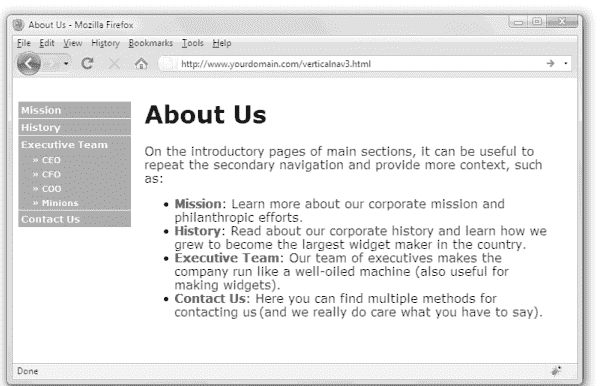 About Us - Mozilla Firefox
File Edit View History Bookmarks Tools Help
http://www.yourdomain.com/verticalnav3.html
Mission
History
Executive Team
» CEO
» CFO
» COO
» Minions
Contact Us
About Us
On the introductory pages of main sections, it can be useful to
repeat the secondary navigation and provide more context, such
as:
• Mission: Learn more about our corporate mission and
philanthropic efforts.
• History: Read about our corporate history and learn how we
grew to become the largest widget maker in the country.
• Executive Team: Our team of executives makes the
company run like a well-oiled machine (also useful for
making widgets).
• Contact Us: Here you can find multiple methods for
contacting us (and we really do care what you have to say).
Done